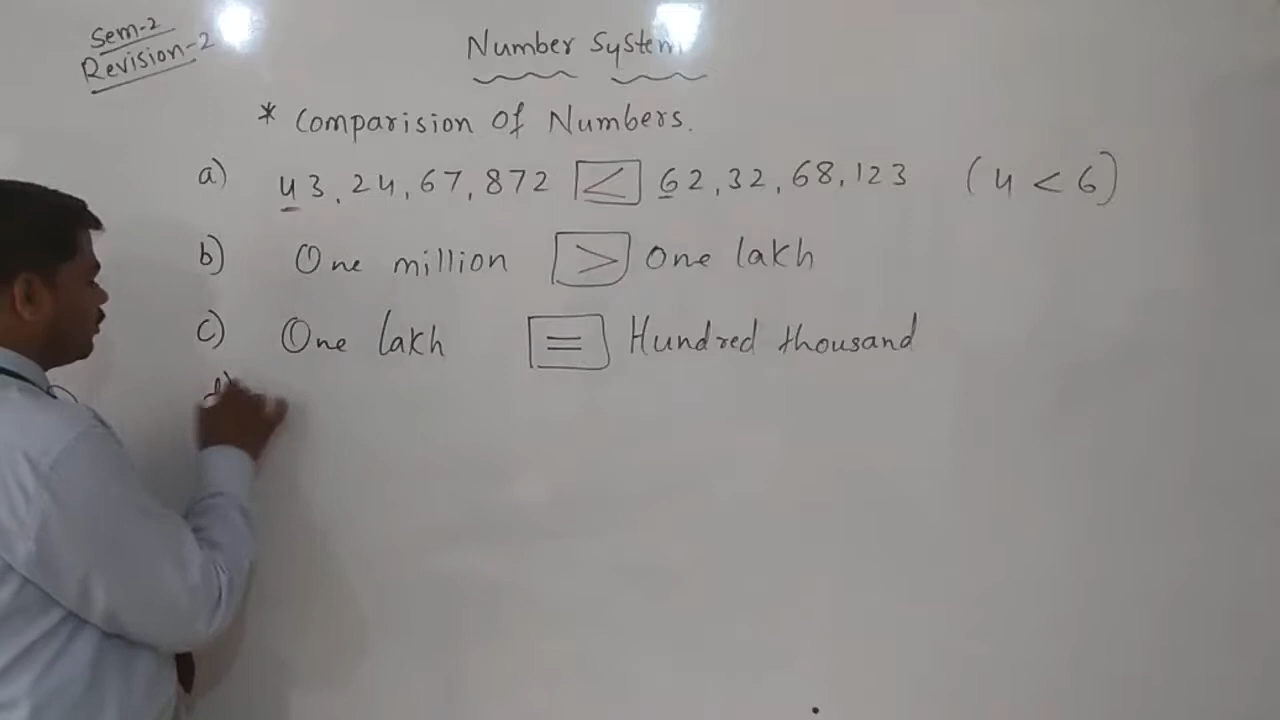 Sem-2
Revision-2
Number System
* Comparision Of Numbers.
a) 43,24,67,872 < 62,32,68,123 (4 < 6)
b) One million > One lakh
c) One lakh = Hundred thousand
d)